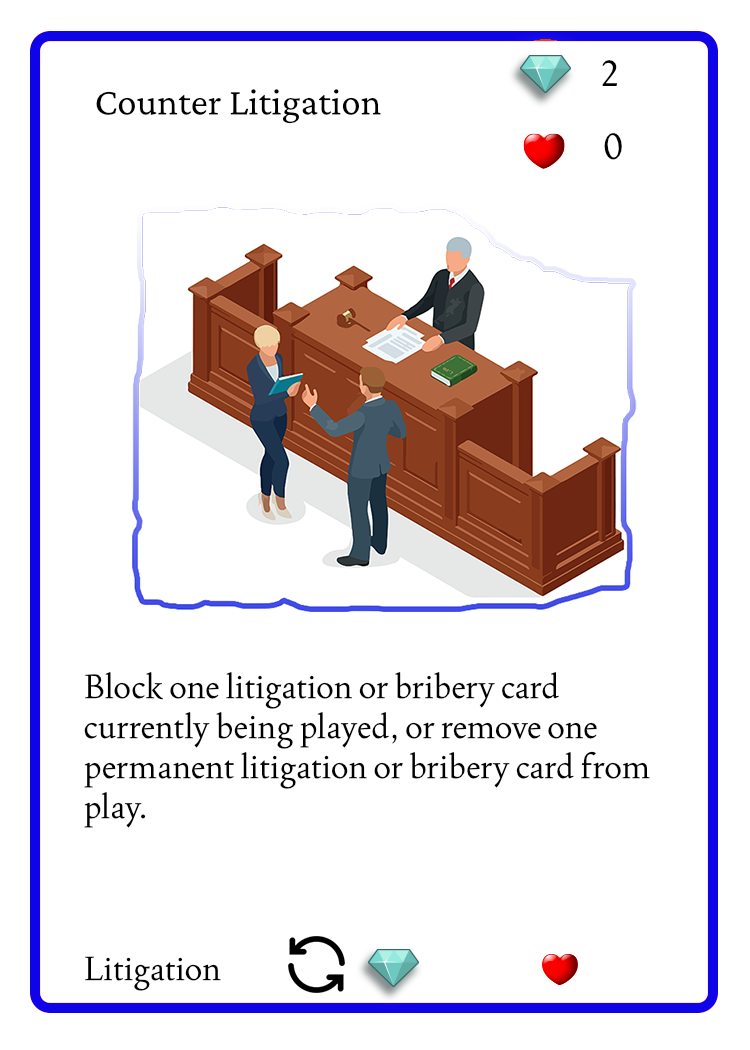 Counter Litigation
2
0
Block one litigation or bribery card
currently being played, or remove one
permanent litigation or bribery card from
play.
Litigation